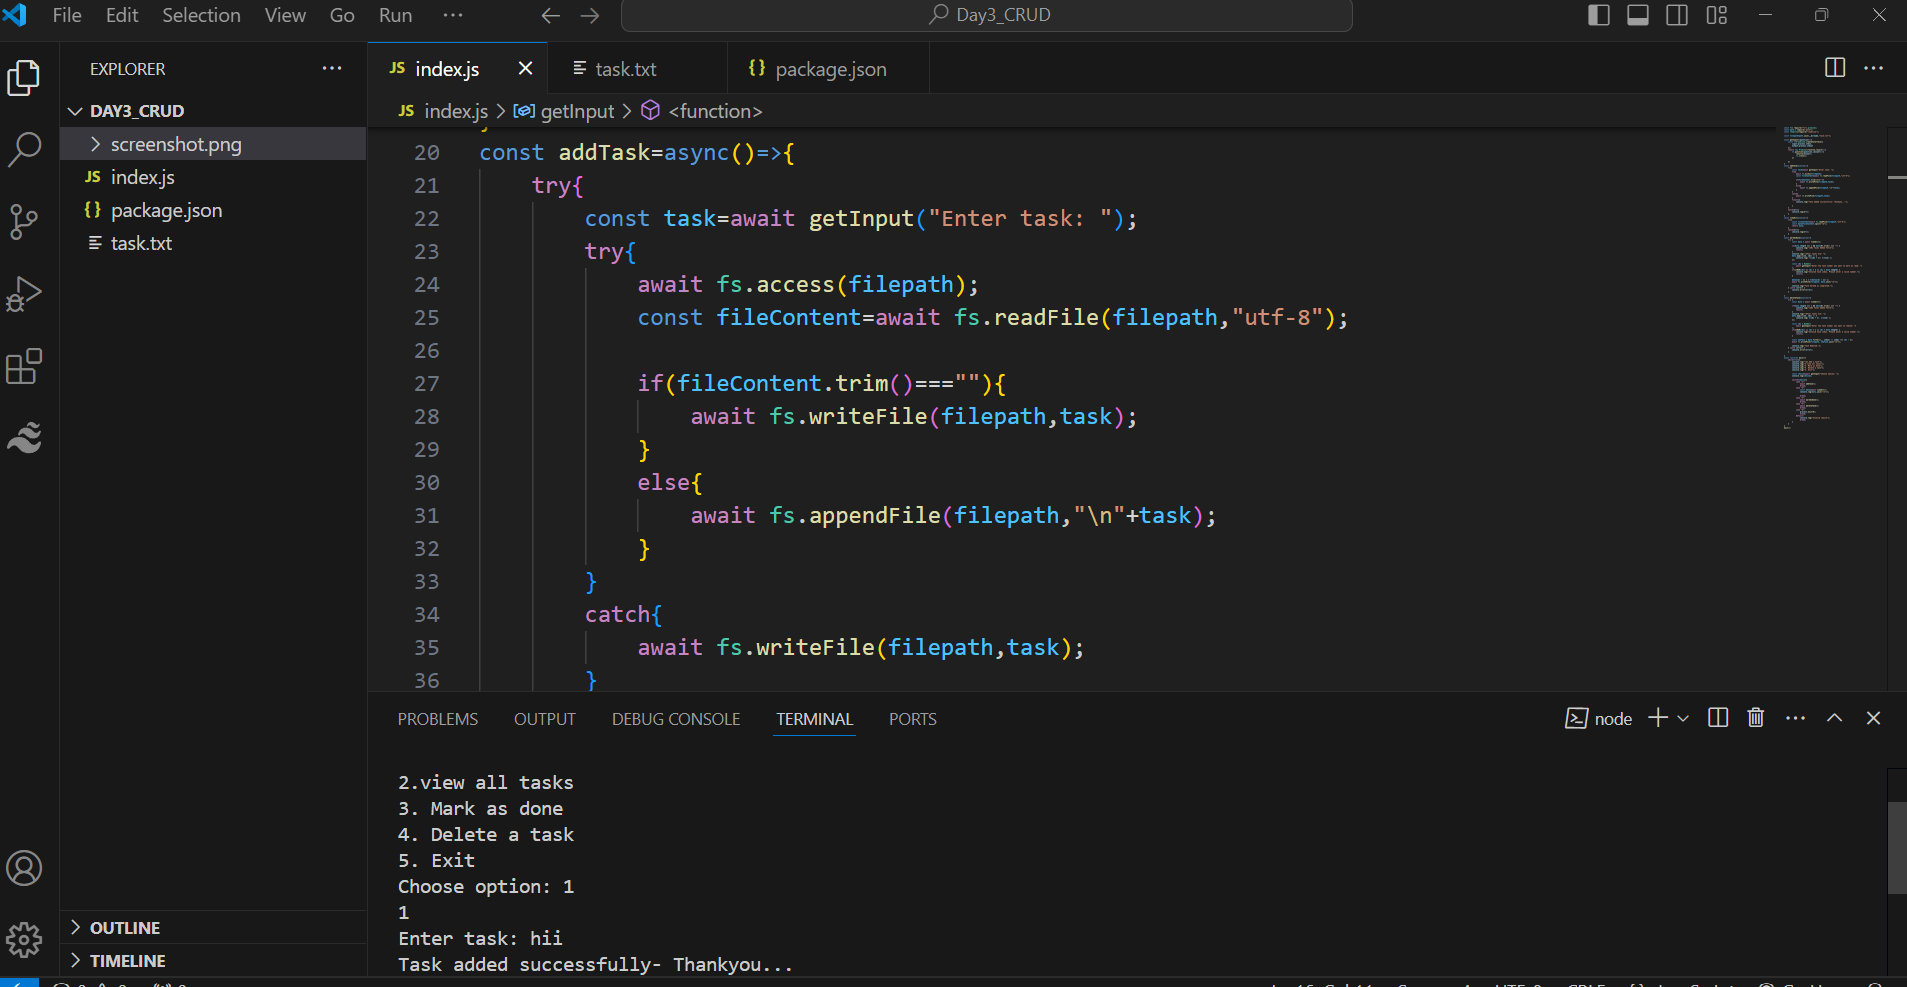 File Edit Selection View Go Run ··· Day3_CRUD
EXPLORER ···
JS index.js task.txt {} package.json
DAY3_CRUD
JS index.js > getInput > <function>
screenshot.png
JS index.js
{} package.json
task.txt
20 const addTask=async()=>{
21 try{
22 const task=await getInput("Enter task: ");
23 try{
24 await fs.access(filepath);
25 const fileContent=await fs.readFile(filepath,"utf-8");
26
27 if(fileContent.trim()===""){
28 await fs.writeFile(filepath,task);
29 }
30 else{
31 await fs.appendFile(filepath,"\n"+task);
32 }
33 }
34 catch{
35 await fs.writeFile(filepath,task);
36 }
PROBLEMS OUTPUT DEBUG CONSOLE TERMINAL PORTS node
2.view all tasks
3. Mark as done
4. Delete a task
5. Exit
Choose option: 1
1
Enter task: hii
Task added successfully- Thankyou...
OUTLINE
TIMELINE